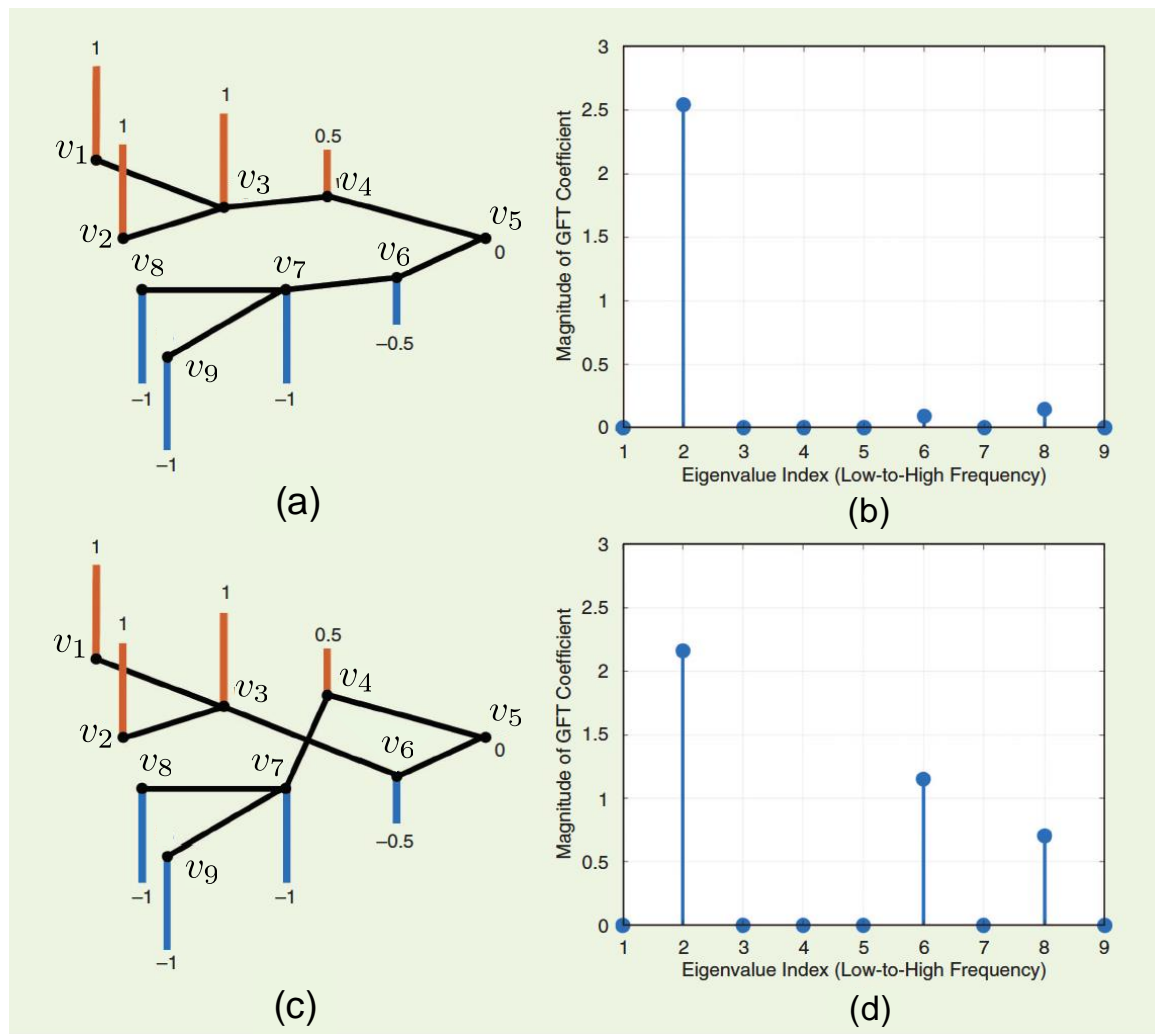 1
1
1
0.5
v1
v2
v3
v4
v5
0
v6
v7
v8
v9
−0.5
−1
−1
−1
(a)
3
2.5
2
1.5
1
0.5
0
1 2 3 4 5 6 7 8 9
Magnitude of GFT Coefficient
Eigenvalue Index (Low-to-High Frequency)
(b)
1
1
1
0.5
v1
v2
v3
v4
v5
0
v6
v7
v8
v9
−0.5
−1
−1
−1
(c)
3
2.5
2
1.5
1
0.5
0
1 2 3 4 5 6 7 8 9
Magnitude of GFT Coefficient
Eigenvalue Index (Low-to-High Frequency)
(d)